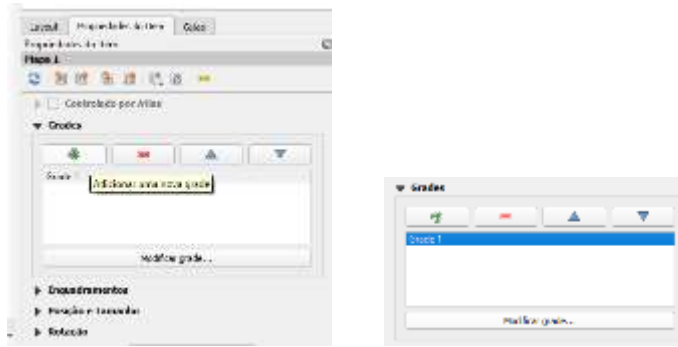 Layout Propriedades do item Guias
Propriedades do item
Mapa 1
Controlado por Atlas
Grades
Grade 1
Adicionar uma nova grade
Modificar grade...
Enquadramentos
Posição e tamanho
Rotação
Grades
Grade 1
Modificar grade...